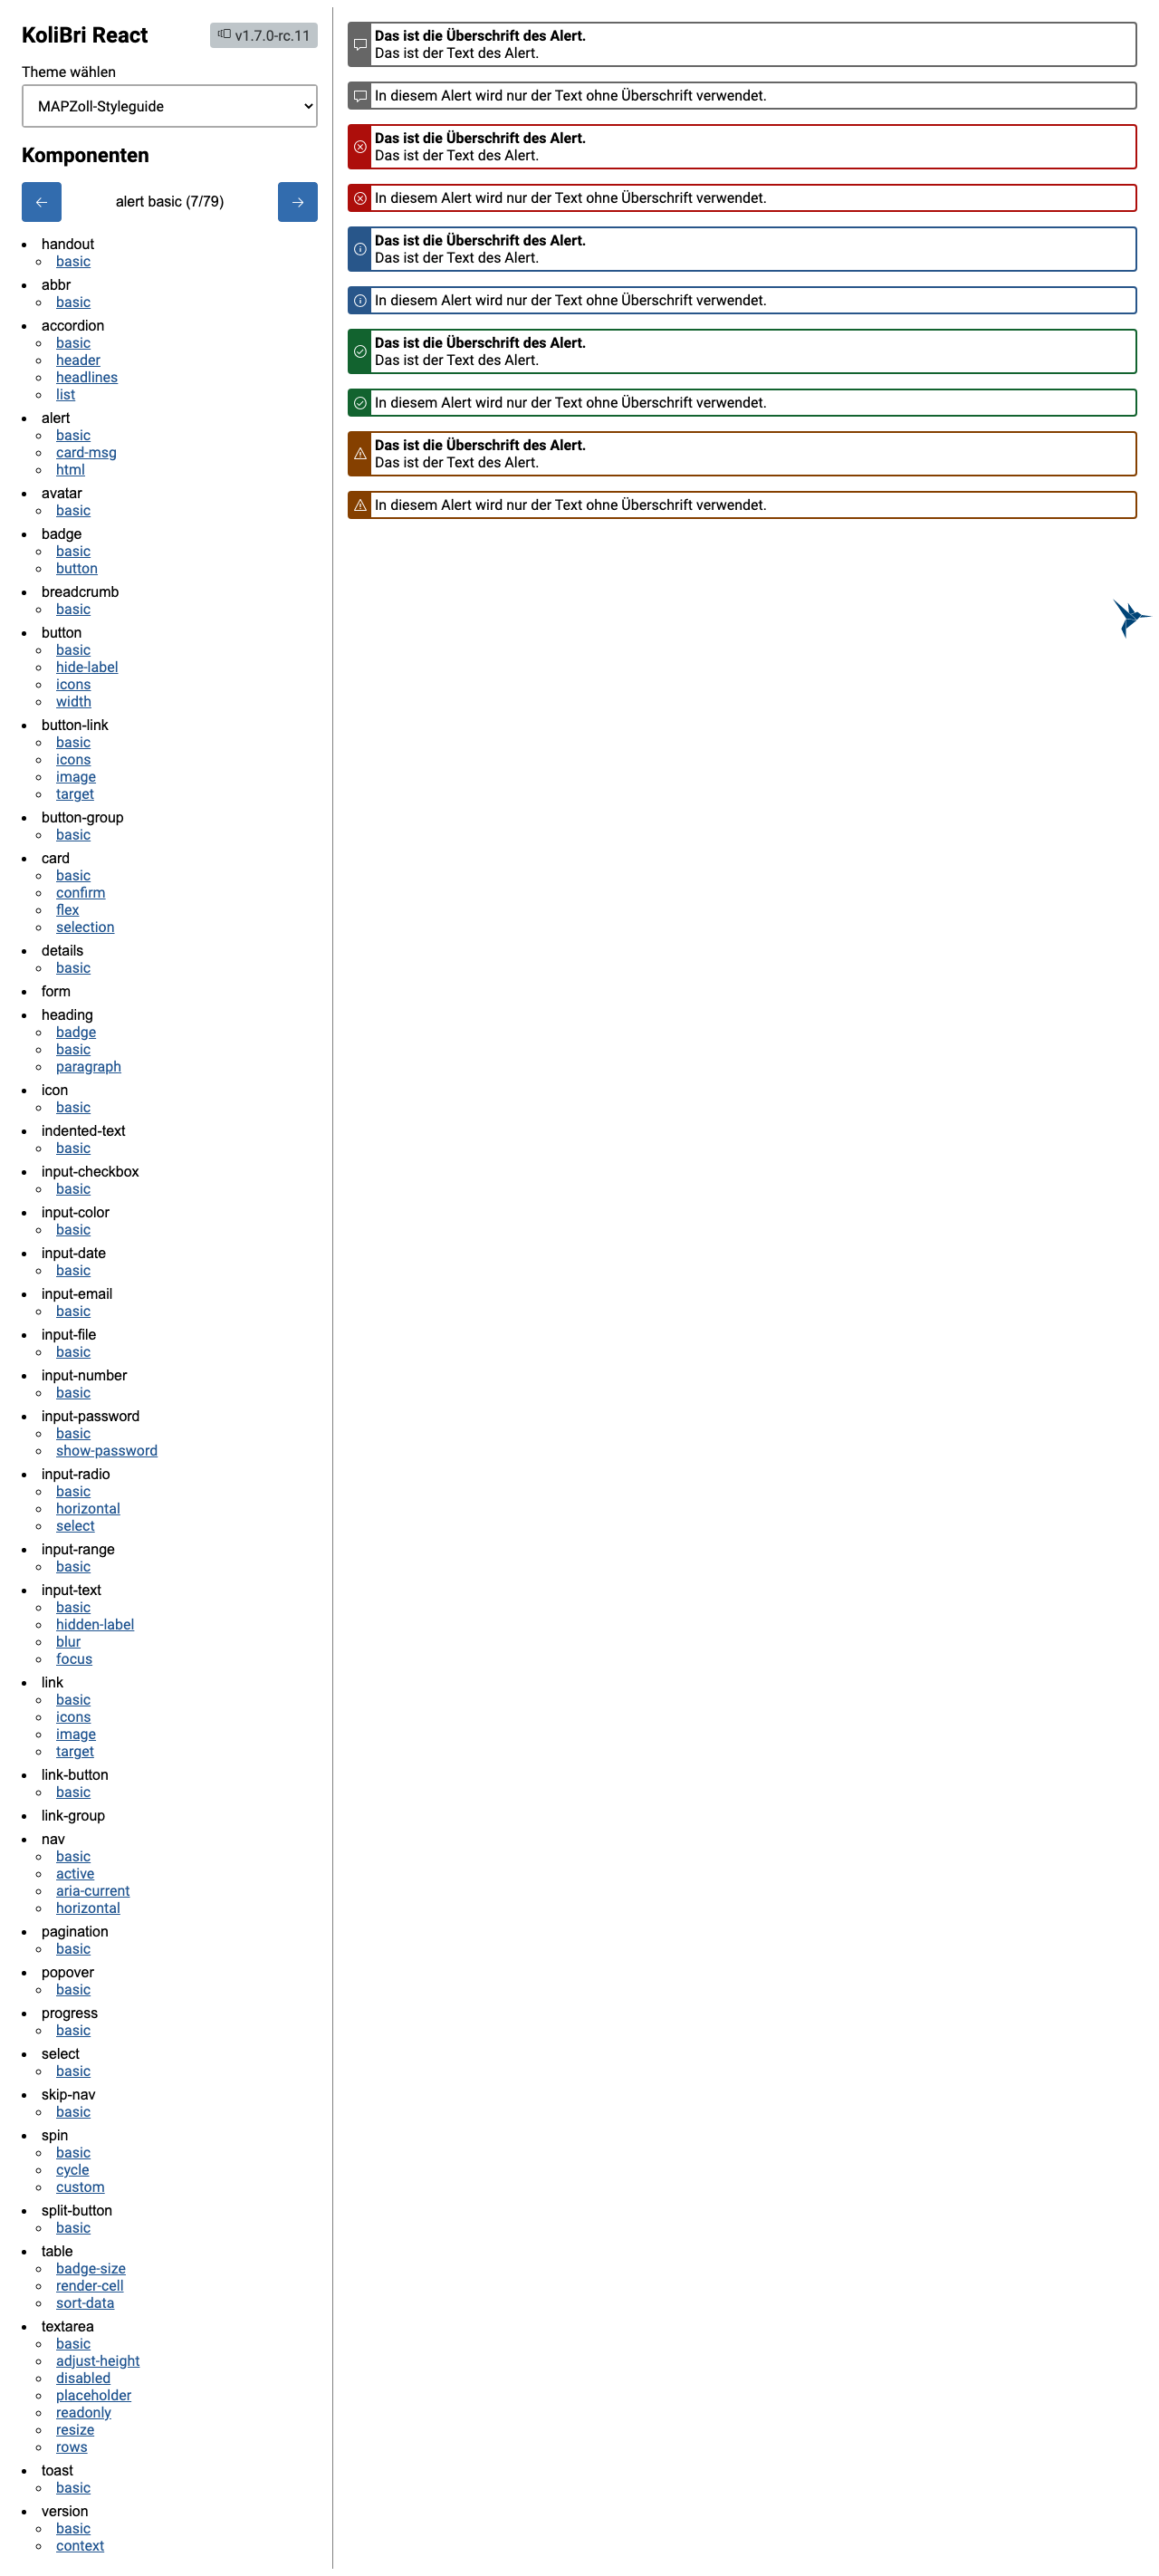 KoliBri React
v1.7.0-rc.11
Theme wählen
MAPZoll-Styleguide
Komponenten
alert basic (7/79)
handout
basic
abbr
basic
accordion
basic
header
headlines
list
alert
basic
card-msg
html
avatar
basic
badge
basic
button
breadcrumb
basic
button
basic
hide-label
icons
width
button-link
basic
icons
image
target
button-group
basic
card
basic
confirm
flex
selection
details
basic
form
heading
badge
basic
paragraph
icon
basic
indented-text
basic
input-checkbox
basic
input-color
basic
input-date
basic
input-email
basic
input-file
basic
input-number
basic
input-password
basic
show-password
input-radio
basic
horizontal
select
input-range
basic
input-text
basic
hidden-label
blur
focus
link
basic
icons
image
target
link-button
basic
link-group
nav
basic
active
aria-current
horizontal
pagination
basic
popover
basic
progress
basic
select
basic
skip-nav
basic
spin
basic
cycle
custom
split-button
basic
table
badge-size
render-cell
sort-data
textarea
basic
adjust-height
disabled
placeholder
readonly
resize
rows
toast
basic
version
basic
context
Das ist die Überschrift des Alert.
Das ist der Text des Alert.
In diesem Alert wird nur der Text ohne Überschrift verwendet.
Das ist die Überschrift des Alert.
Das ist der Text des Alert.
In diesem Alert wird nur der Text ohne Überschrift verwendet.
Das ist die Überschrift des Alert.
Das ist der Text des Alert.
In diesem Alert wird nur der Text ohne Überschrift verwendet.
Das ist die Überschrift des Alert.
Das ist der Text des Alert.
In diesem Alert wird nur der Text ohne Überschrift verwendet.
Das ist die Überschrift des Alert.
Das ist der Text des Alert.
In diesem Alert wird nur der Text ohne Überschrift verwendet.